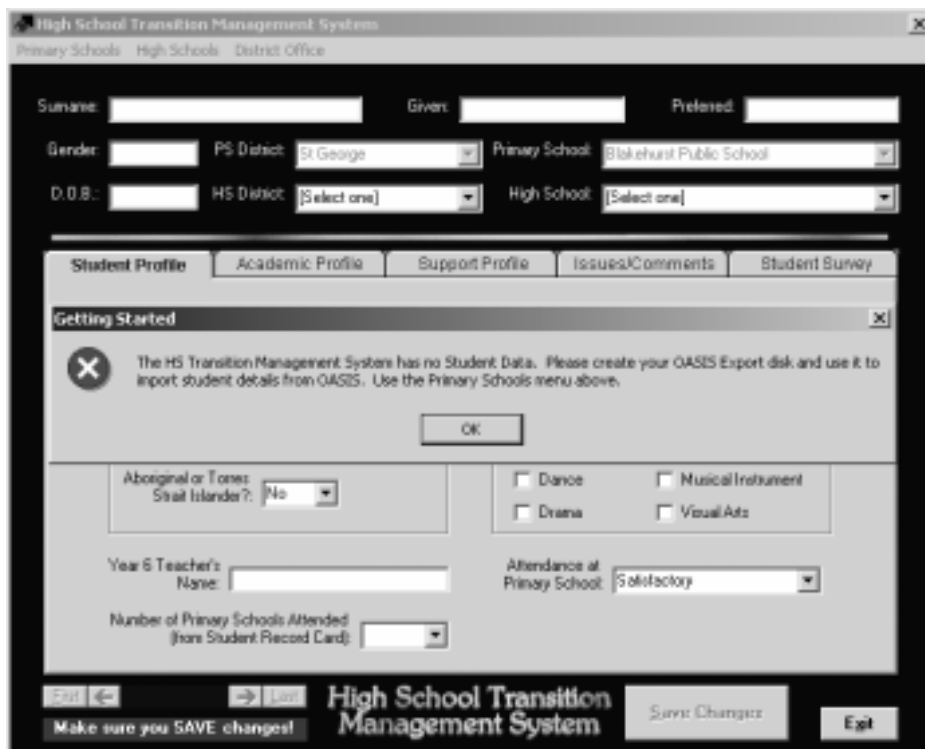 High School Transition Management System
Primary Schools High Schools District Office
Surname: Given: Preferred:
Gender: PS District: St George Primary School: Blakehurst Public School
D.O.B.: HS District: [Select one] High School: [Select one]
Student Profile Academic Profile Support Profile Issues/Comments Student Survey
Getting Started
The HS Transition Management System has no Student Data. Please create your OASIS Export disk and use it to
import student details from OASIS. Use the Primary Schools menu above.
OK
Aboriginal or Torres
Strait Islander?: No
Dance Musical Instrument
Drama Visual Arts
Year 6 Teacher's
Name:
Attendance at
Primary School: Satisfactory
Number of Primary Schools Attended
(from Student Record Card):
Last
Make sure you SAVE changes!
High School Transition
Management System
Save Changes
Exit